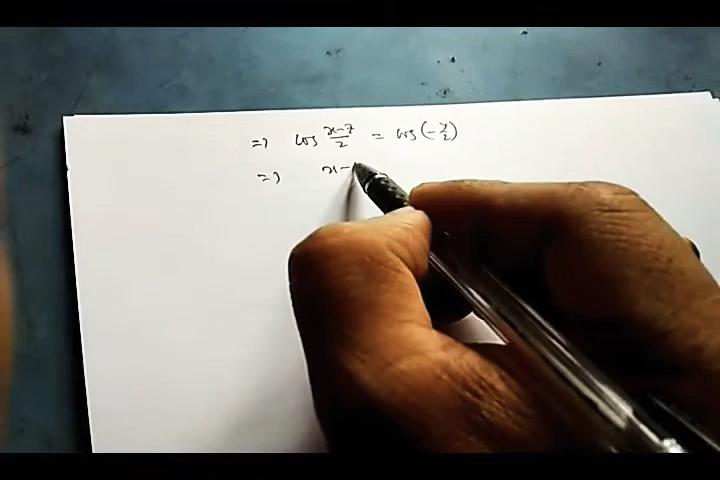 => cos (x-z)/2 = cos(-y/2)
=> x-